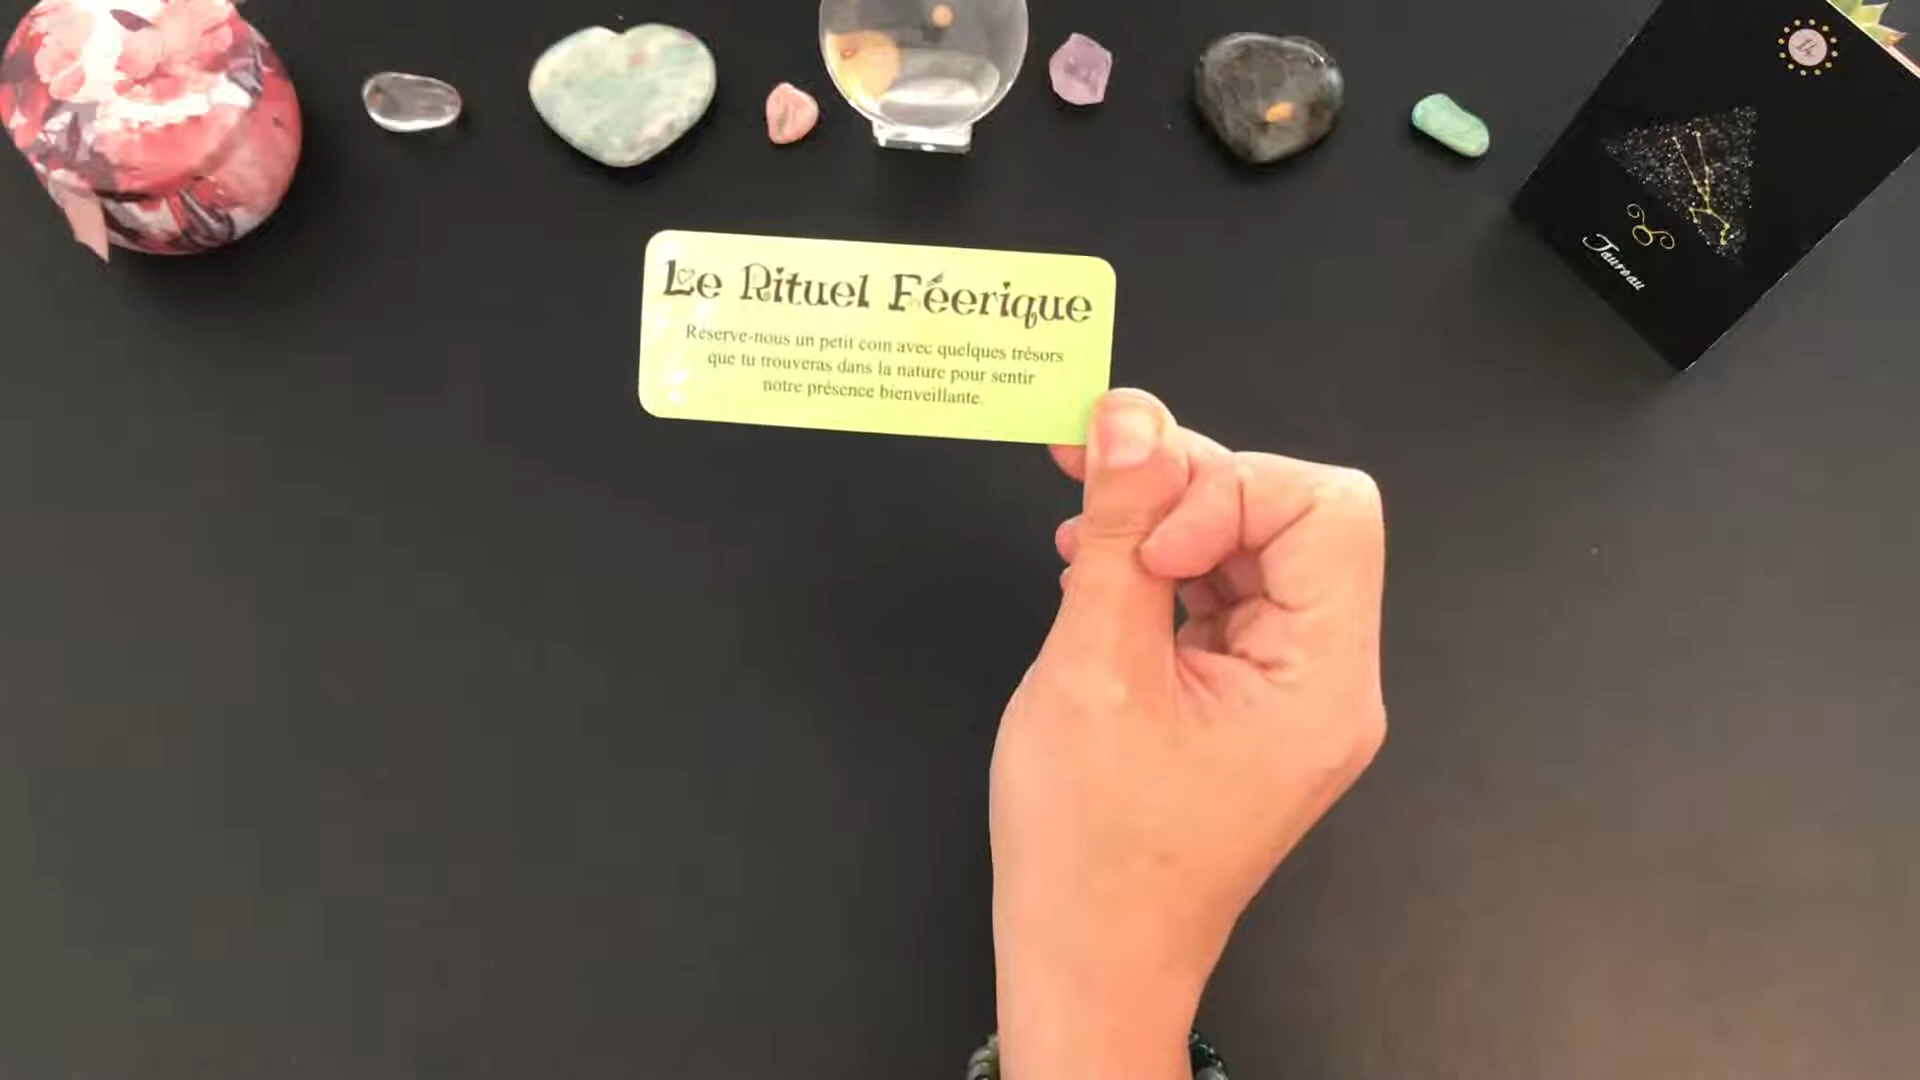 14
Taureau
Le Rituel Féerique
Réserve-nous un petit coin avec quelques trésors
que tu trouveras dans la nature pour sentir
notre présence bienveillante.